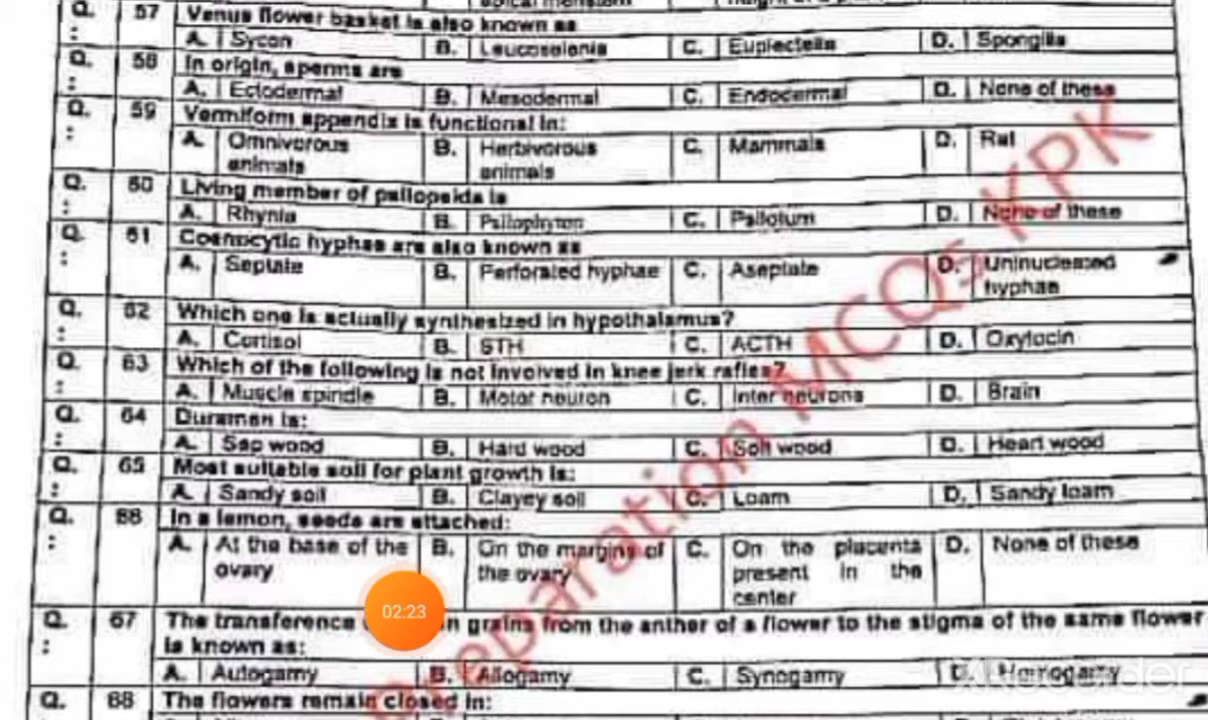 Q. : 57 Venus flower basket is also known as
A. Sycon B. Leucoselenia C. Euplectella D. Spongilla
Q. : 58 In origin, sperms are
A. Ectodermal B. Mesodermal C. Endodermal D. None of these
Q. : 59 Vermiform appendix is functional in:
A. Omnivorous animals B. Herbivorous animals C. Mammals D. Rat
Q. : 60 Living member of psilopsida is
A. Rhynia B. Psilophyton C. Psilotum D. None of these
Q. : 61 Coenocytic hyphae are also known as
A. Septate B. Perforated hyphae C. Aseptate D. Uninucleated hyphae
Q. : 62 Which one is actually synthesized in hypothalamus?
A. Cortisol B. STH C. ACTH D. Oxytocin
Q. : 63 Which of the following is not involved in knee jerk raflex?
A. Muscle spindle B. Motor neuron C. Inter neurons D. Brain
Q. : 64 Duramen is:
A. Sap wood B. Hard wood C. Soft wood D. Heart wood
Q. : 65 Most suitable soil for plant growth is:
A. Sandy soil B. Clayey soil C. Loam D. Sandy loam
Q. : 66 In a lemon, seeds are attached:
A. At the base of the ovary B. On the margins of the ovary C. On the placenta present in the center D. None of these
02:23
Q. : 67 The transference grains from the anther of a flower to the stigma of the same flower
is known as:
A. Autogamy B. Allogamy C. Synogamy D. Homogamy
Q. 68 The flowers remain closed in:
Preparation MCQs KPK